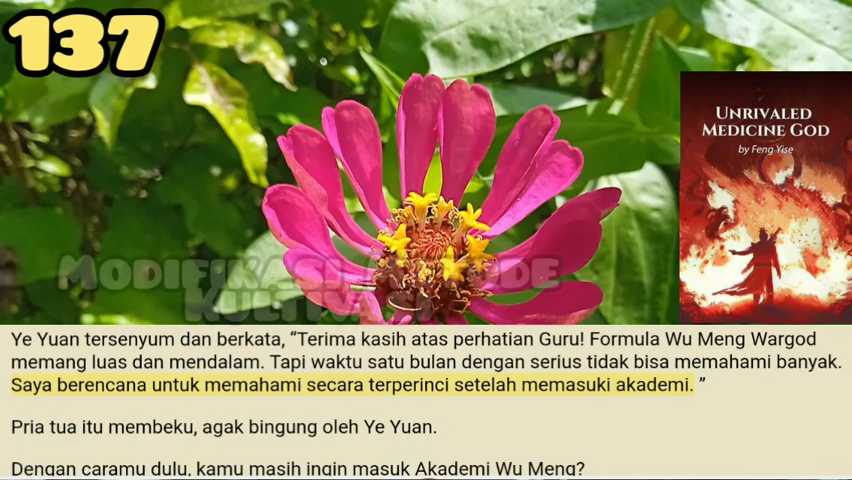 137
UNRIVALED
MEDICINE GOD
by Feng Yise
MODIFIKASI METODE
KULTIVASI
Ye Yuan tersenyum dan berkata, “Terima kasih atas perhatian Guru! Formula Wu Meng Wargod
memang luas dan mendalam. Tapi waktu satu bulan dengan serius tidak bisa memahami banyak.
Saya berencana untuk memahami secara terperinci setelah memasuki akademi. ”
Pria tua itu membeku, agak bingung oleh Ye Yuan.
Dengan caramu dulu, kamu masih ingin masuk Akademi Wu Meng?